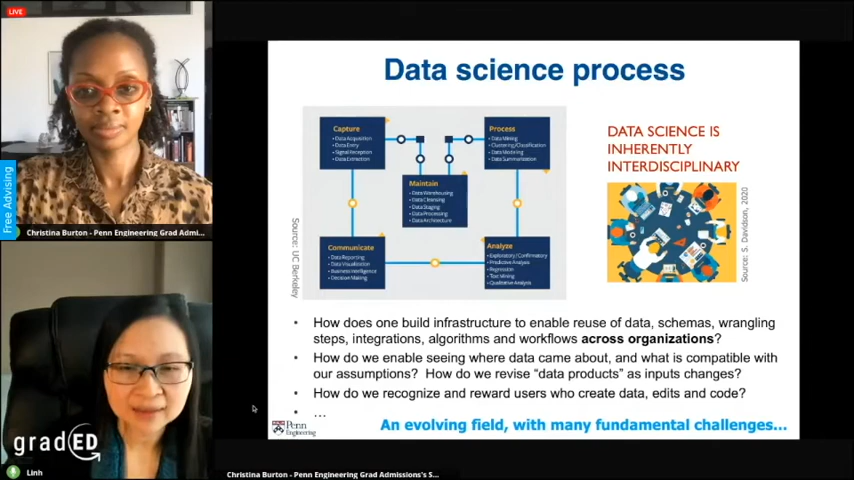 LIVE
Free Advising
Christina Burton - Penn Engineering Grad Admi...
gradED
Linh
Data science process
Capture
• Data Acquisition
• Data Entry
• Signal Reception
• Data Extraction
Process
• Data Mining
• Clustering/Classification
• Data Modeling
• Data Summarization
Maintain
• Data Warehousing
• Data Cleansing
• Data Staging
• Data Processing
• Data Architecture
Communicate
• Data Reporting
• Data Visualization
• Business Intelligence
• Decision Making
Analyze
• Exploratory/Confirmatory
• Predictive Analysis
• Regression
• Text Mining
• Qualitative Analysis
Source: UC Berkeley
DATA SCIENCE IS
INHERENTLY
INTERDISCIPLINARY
Source: S. Davidson, 2020
• How does one build infrastructure to enable reuse of data, schemas, wrangling
steps, integrations, algorithms and workflows across organizations?
• How do we enable seeing where data came about, and what is compatible with
our assumptions? How do we revise “data products” as inputs changes?
• How do we recognize and reward users who create data, edits and code?
• ...
Penn
Engineering
An evolving field, with many fundamental challenges...
Christina Burton - Penn Engineering Grad Admissions's S...